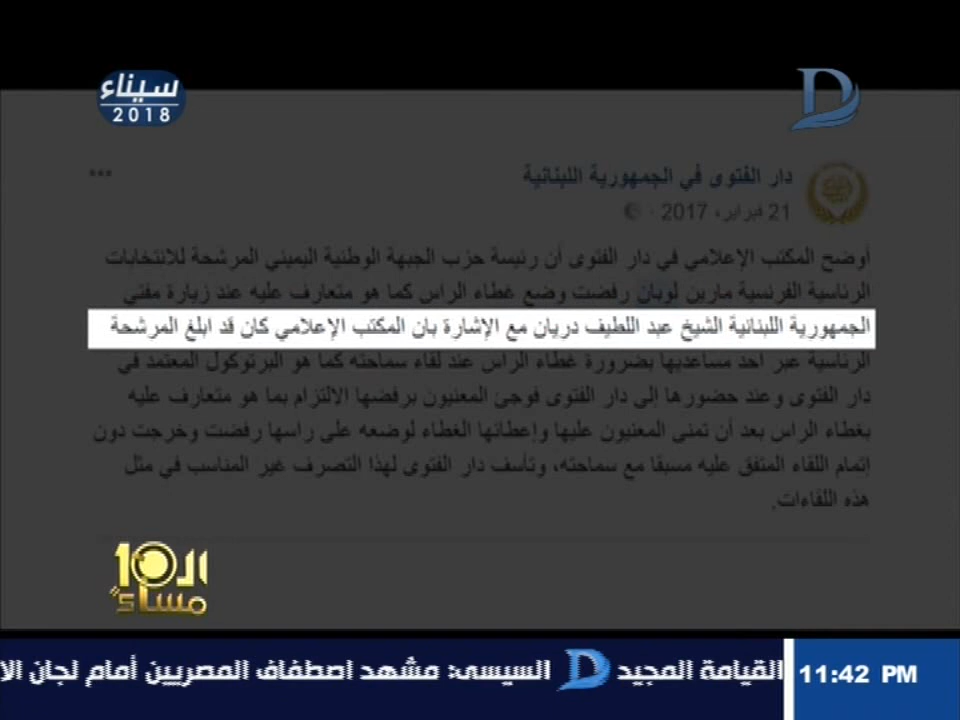 سيناء
2018
دار الفتوى في الجمهورية اللبنانية
21 فبراير، 2017
أوضح المكتب الإعلامي في دار الفتوى أن رئيسة حزب الجبهة الوطنية اليميني المرشحة للانتخابات
الرئاسية الفرنسية مارين لوبان رفضت وضع غطاء الراس كما هو متعارف عليه عند زيارة مفتي
الجمهورية اللبنانية الشيخ عبد اللطيف دريان مع الإشارة بان المكتب الإعلامي كان قد ابلغ المرشحة
الرئاسية عبر احد مساعديها بضرورة غطاء الراس عند لقاء سماحته كما هو البرتوكول المعتمد في
دار الفتوى وعند حضورها إلى دار الفتوى فوجئ المعنيون برفضها الالتزام بما هو متعارف عليه
بغطاء الراس بعد أن تمنى المعنيون عليها وإعطائها الغطاء لوضعه على راسها رفضت وخرجت دون
إتمام اللقاء المتفق عليه مسبقا مع سماحته، وتأسف دار الفتوى لهذا التصرف غير المناسب في مثل
هذه اللقاءات.
الـ10
مساءً
القيامة المجيد السيسي: مشهد اصطفاف المصريين أمام لجان الا
11:42 PM